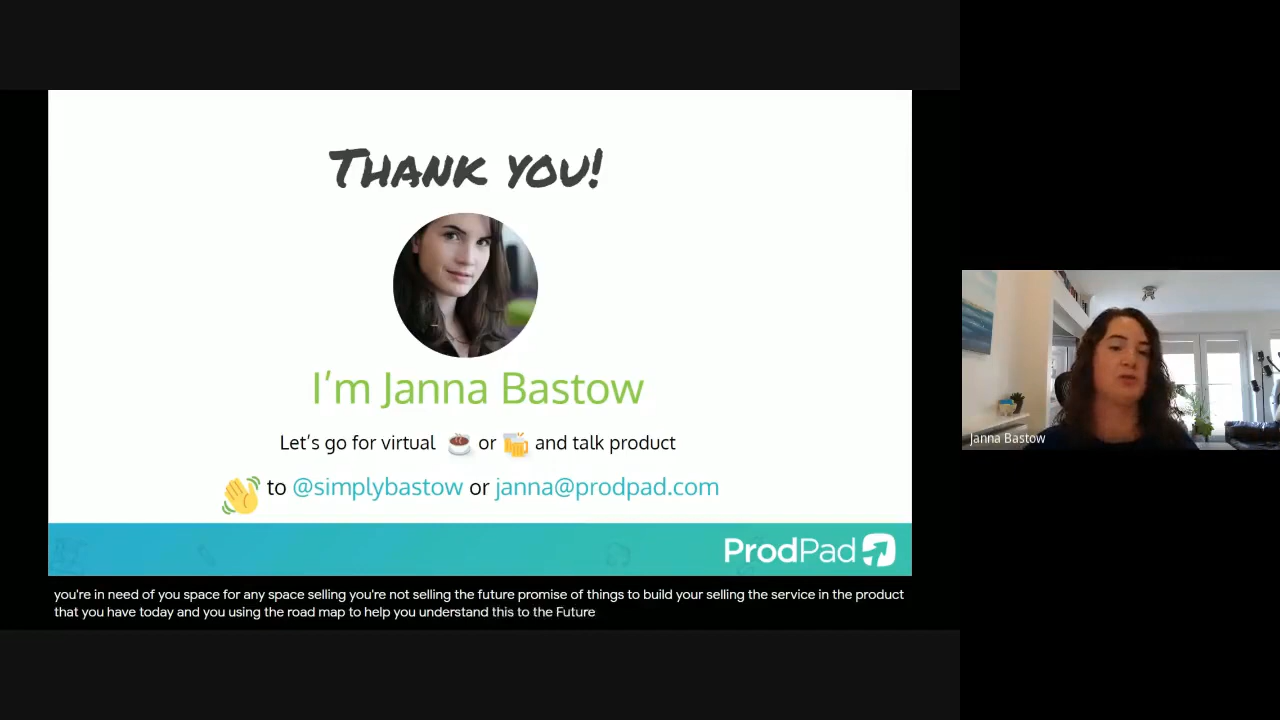 Thank you!
I'm Janna Bastow
Let's go for virtual ☕ or 🍻 and talk product
👋 to @simplybastow or janna@prodpad.com
ProdPad
you're in need of you space for any space selling you're not selling the future promise of things to build your selling the service in the product
that you have today and you using the road map to help you understand this to the Future
Janna Bastow